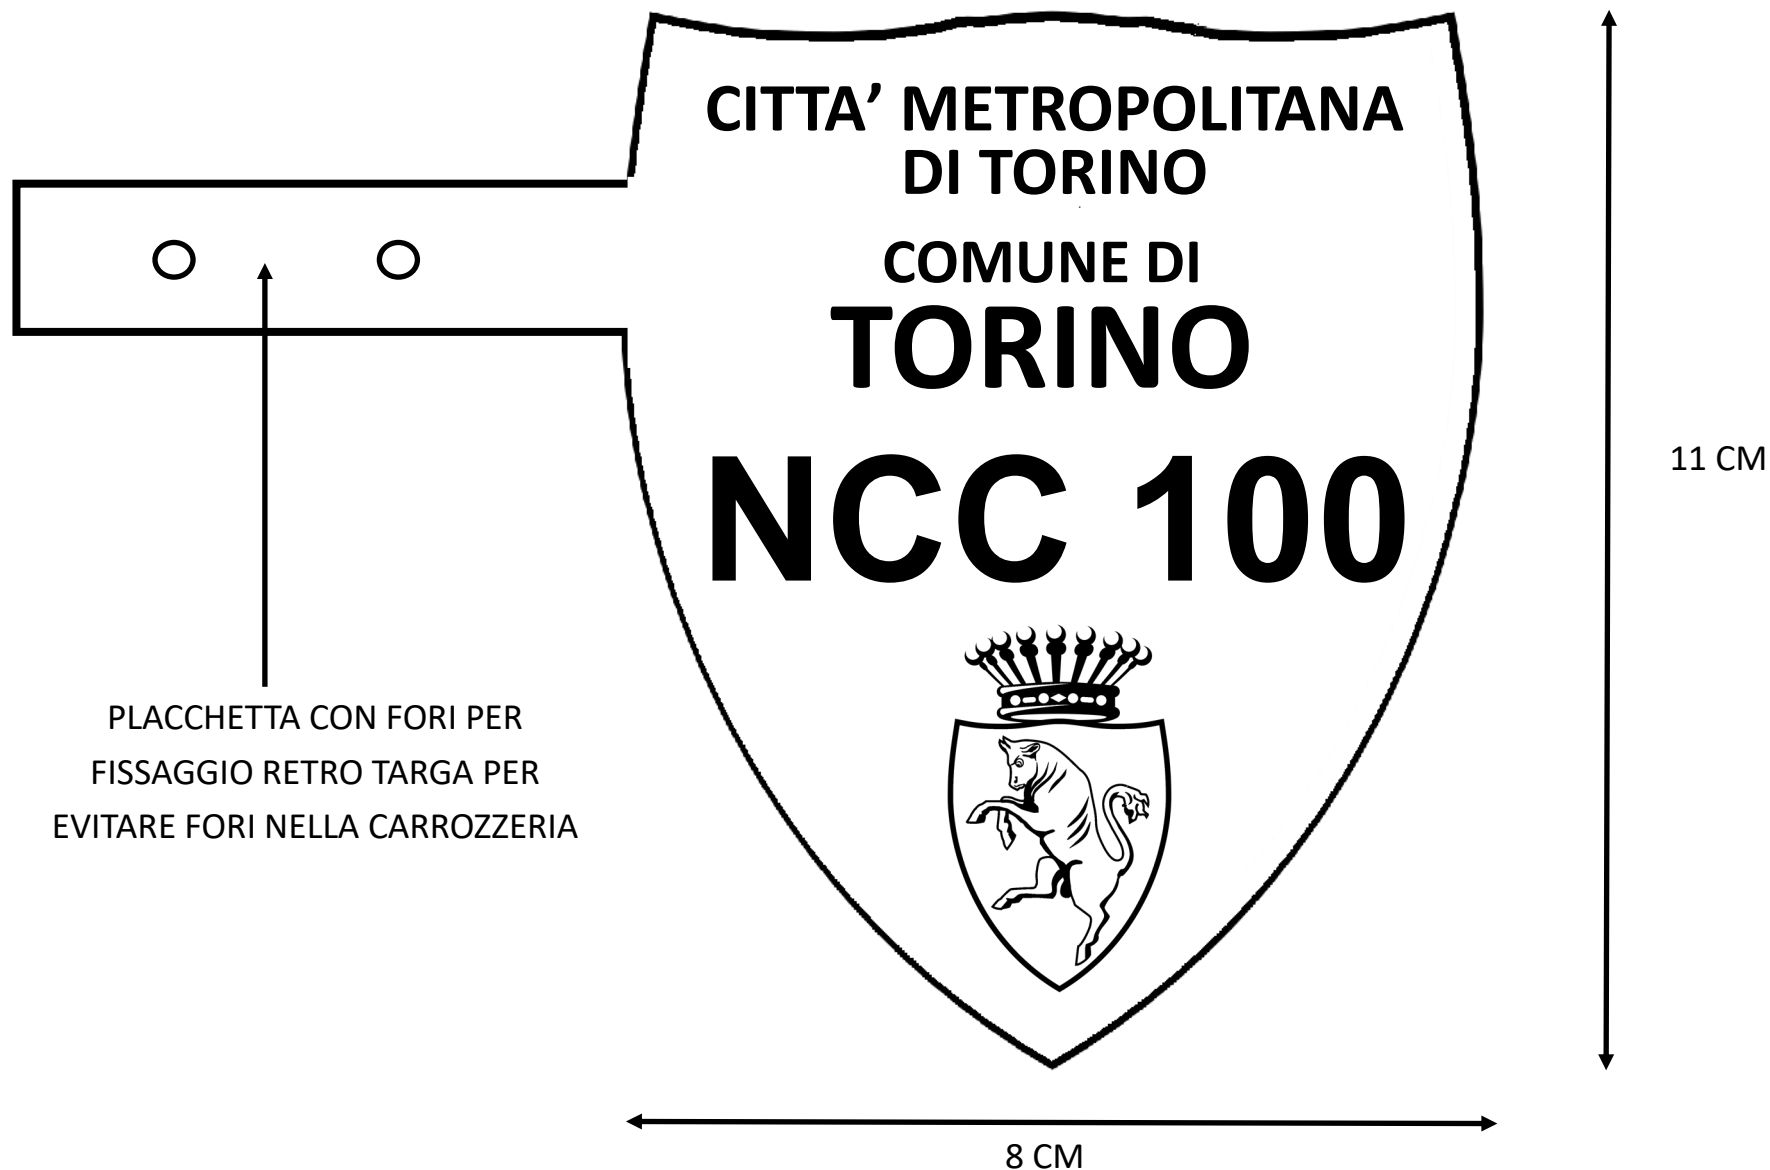 CITTA’ METROPOLITANA
DI TORINO
COMUNE DI
TORINO
NCC 100
11 CM
PLACCHETTA CON FORI PER
FISSAGGIO RETRO TARGA PER
EVITARE FORI NELLA CARROZZERIA
8 CM